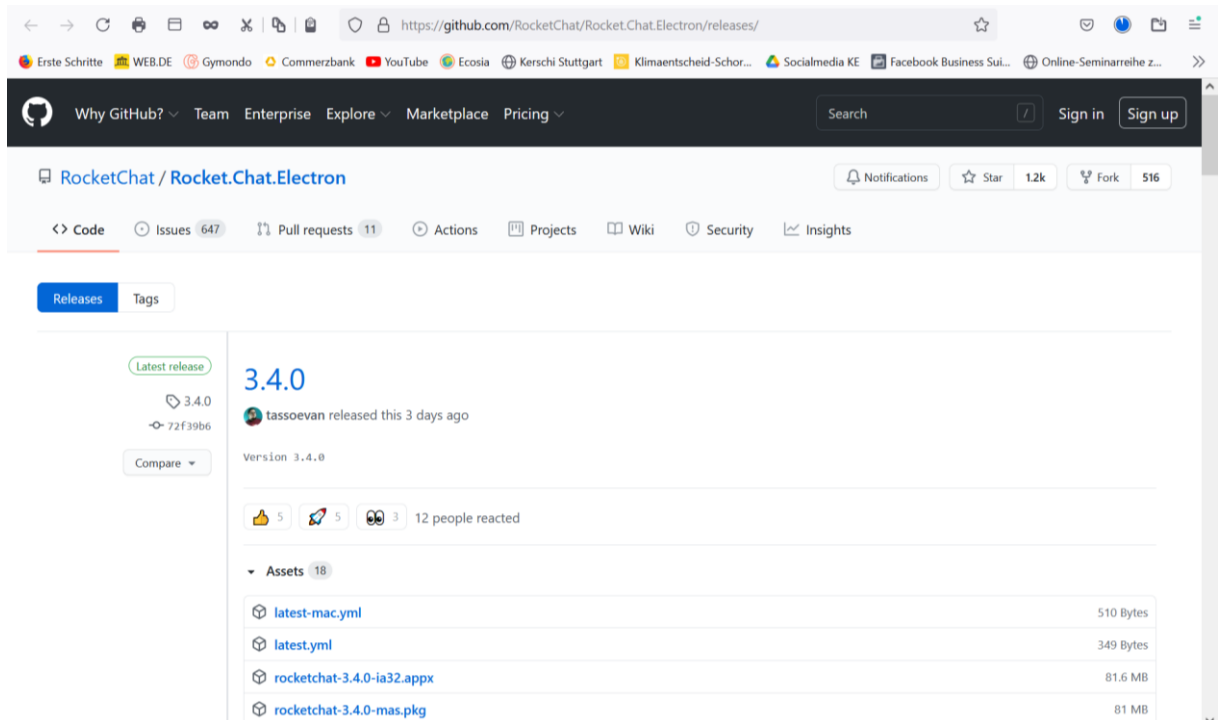 https://github.com/RocketChat/Rocket.Chat.Electron/releases/
Erste Schritte WEB.DE Gymondo Commerzbank YouTube Ecosia Kerschi Stuttgart Klimaentscheid-Schor... Socialmedia KE Facebook Business Sui... Online-Seminarreihe z...
Why GitHub? Team Enterprise Explore Marketplace Pricing Search / Sign in Sign up
RocketChat / Rocket.Chat.Electron Notifications Star 1.2k Fork 516
Code Issues 647 Pull requests 11 Actions Projects Wiki Security Insights
Releases Tags
Latest release
3.4.0
72f39b6
Compare
3.4.0
tassoevan released this 3 days ago
Version 3.4.0
5 5 3 12 people reacted
Assets 18
latest-mac.yml 510 Bytes
latest.yml 349 Bytes
rocketchat-3.4.0-ia32.appx 81.6 MB
rocketchat-3.4.0-mas.pkg 81 MB